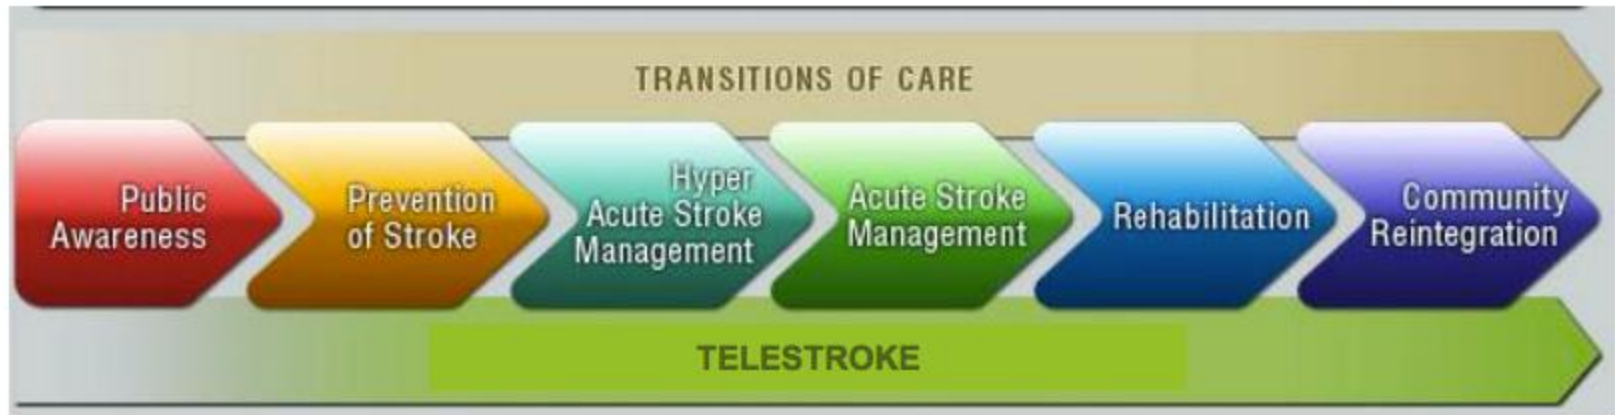 TRANSITIONS OF CARE
Public
Awareness
Prevention
of Stroke
Hyper
Acute Stroke
Management
Acute Stroke
Management
Rehabilitation
Community
Reintegration
TELESTROKE